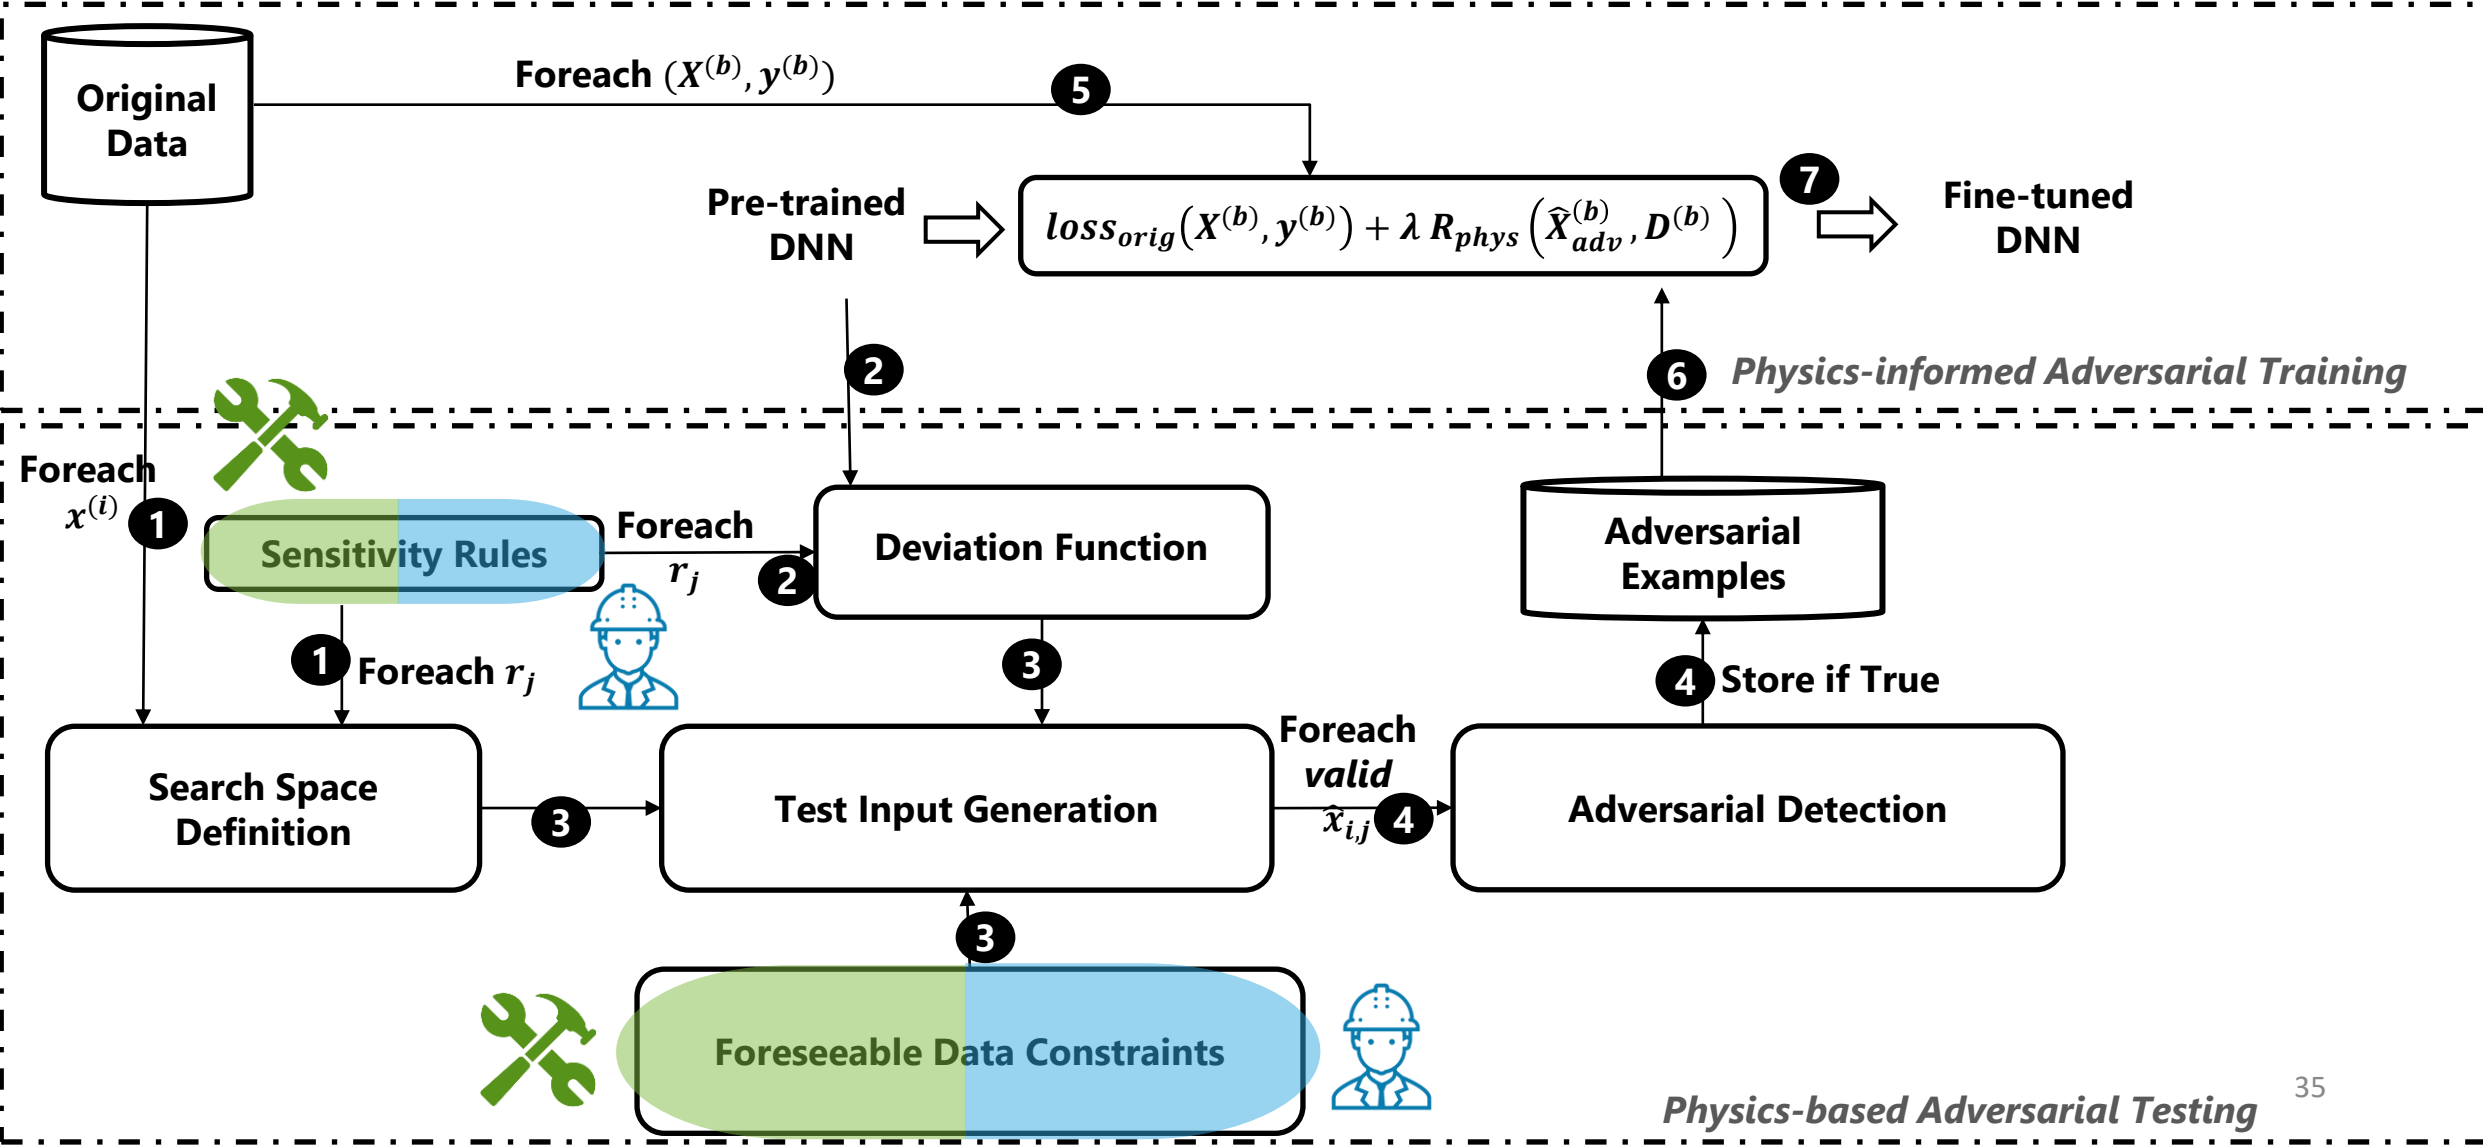 Original
Data
Foreach (X^(b), y^(b))
5
Pre-trained
DNN
loss_orig(X^(b), y^(b)) + λ R_phys(X̂_adv^(b), D^(b))
7
Fine-tuned
DNN
2
6
Physics-informed Adversarial Training
Foreach
x^(i)
1
Sensitivity Rules
Foreach
r_j
2
Deviation Function
Adversarial
Examples
1
Foreach r_j
3
4
Store if True
Search Space
Definition
3
Test Input Generation
Foreach
valid
x̂_i,j
4
Adversarial Detection
3
Foreseeable Data Constraints
Physics-based Adversarial Testing
35